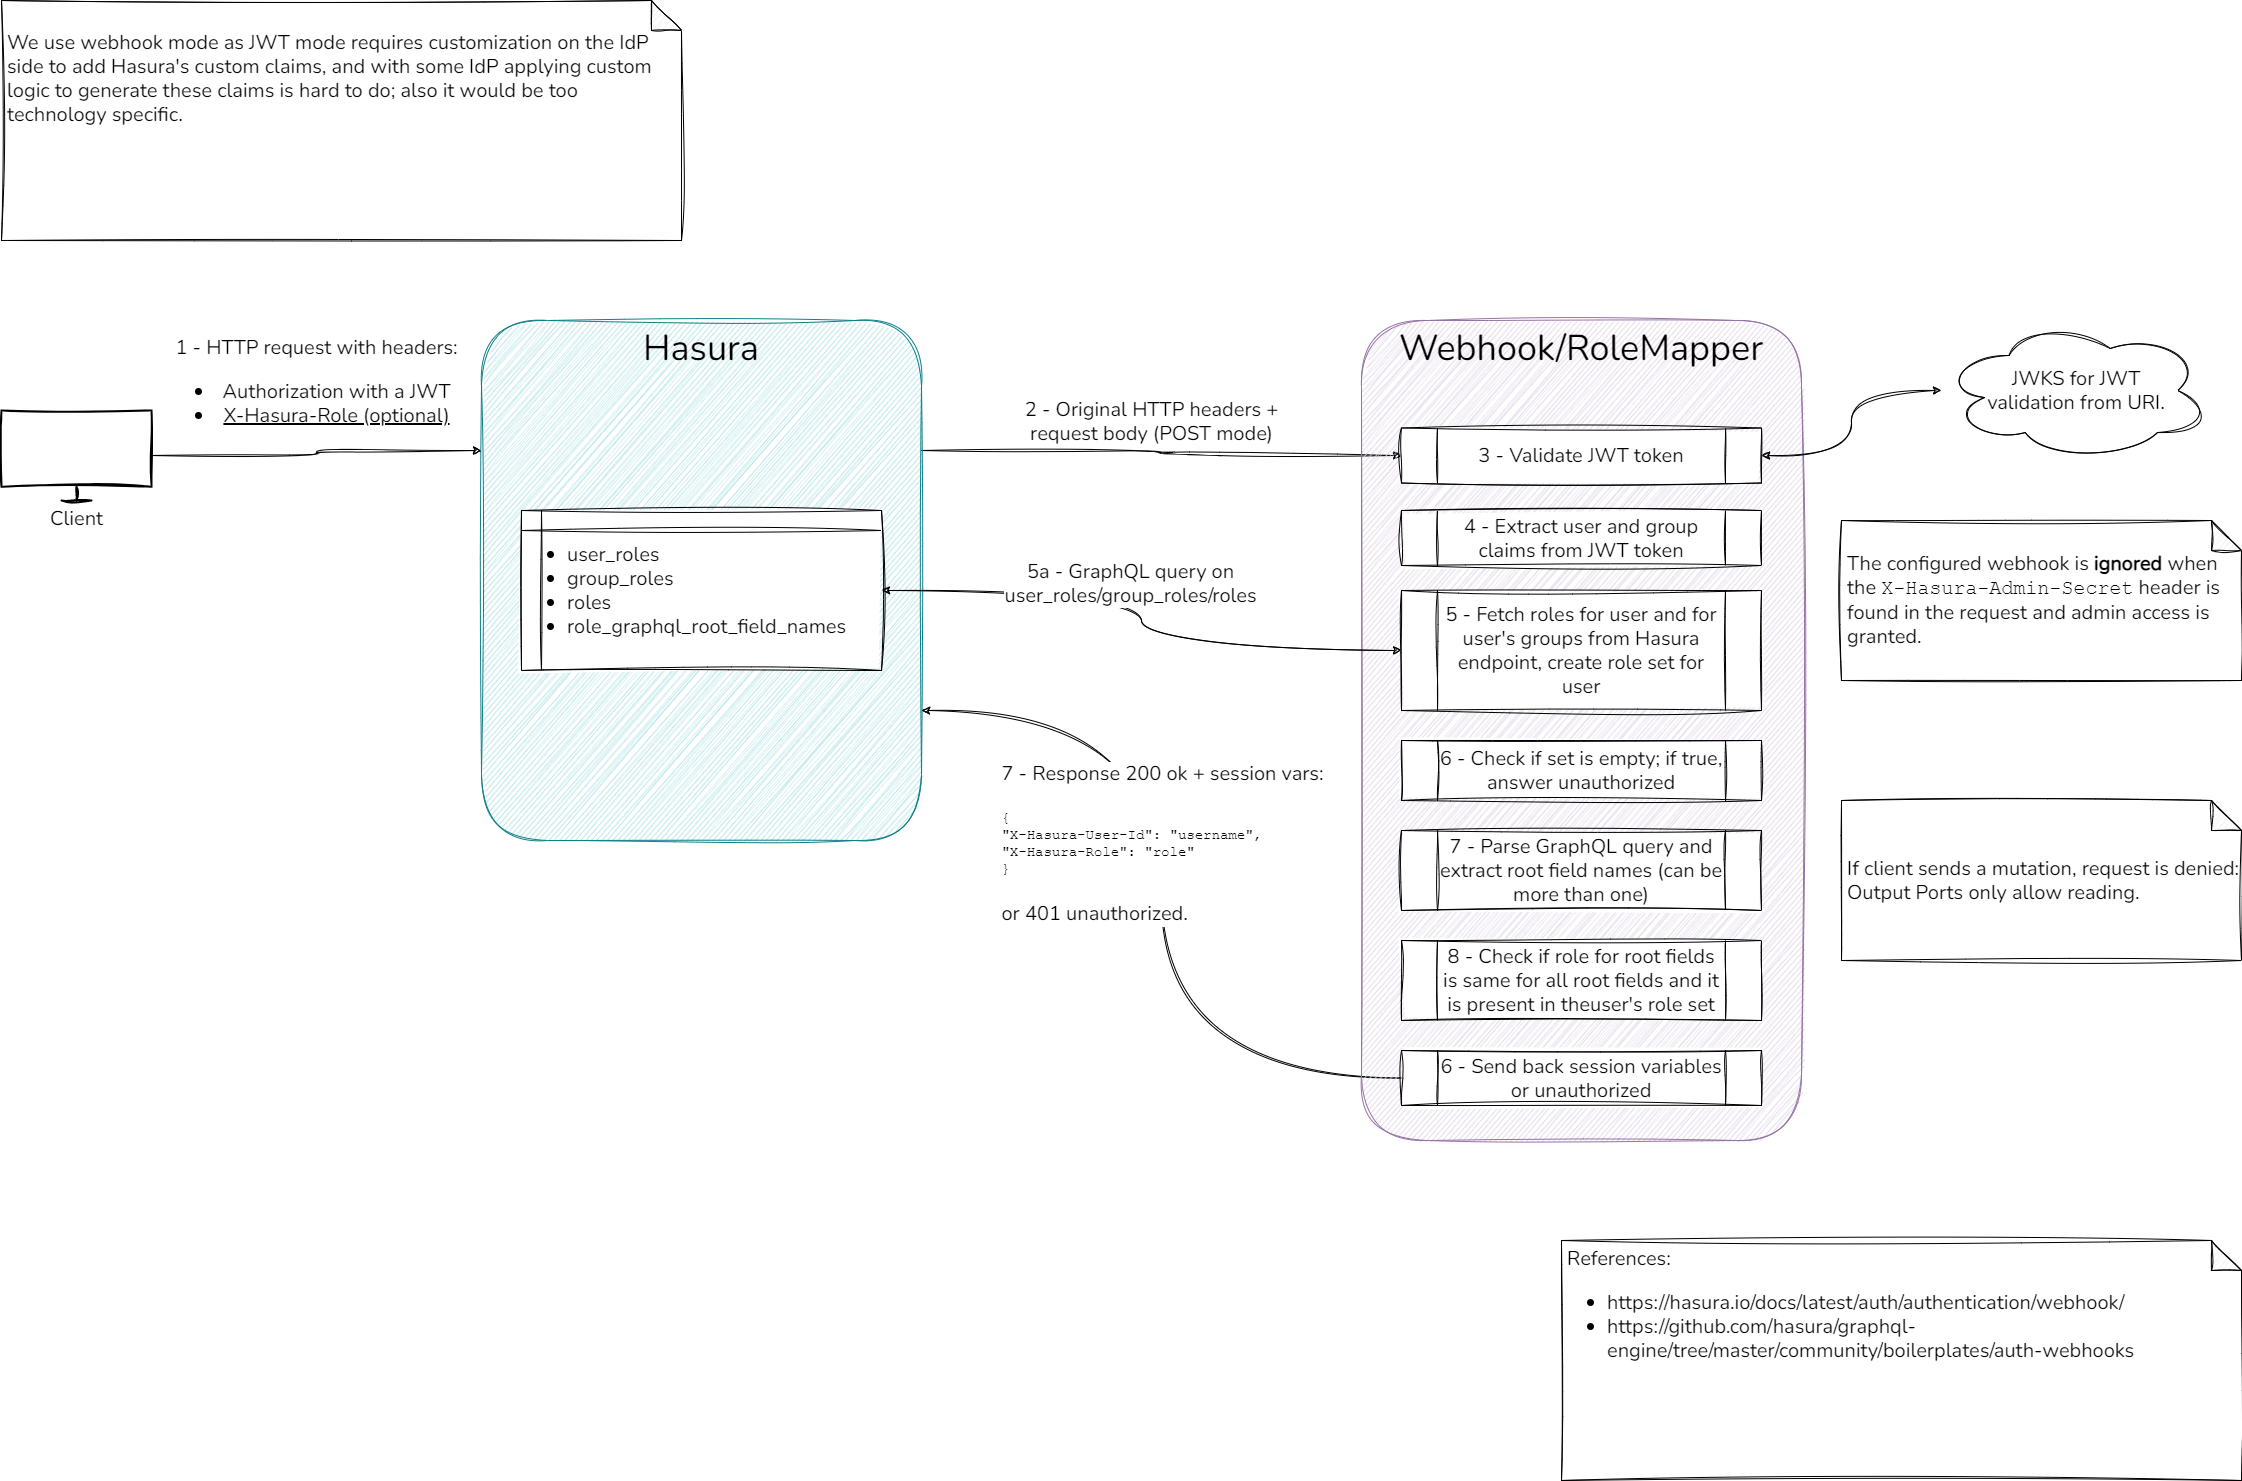 We use webhook mode as JWT mode requires customization on the IdP
side to add Hasura's custom claims, and with some IdP applying custom
logic to generate these claims is hard to do; also it would be too
technology specific.
1 - HTTP request with headers:
• Authorization with a JWT
• X-Hasura-Role (optional)
Client
Hasura
• user_roles
• group_roles
• roles
• role_graphql_root_field_names
2 - Original HTTP headers +
request body (POST mode)
5a - GraphQL query on
user_roles/group_roles/roles
7 - Response 200 ok + session vars:
{
"X-Hasura-User-Id": "username",
"X-Hasura-Role": "role"
}
or 401 unauthorized.
Webhook/RoleMapper
3 - Validate JWT token
4 - Extract user and group
claims from JWT token
5 - Fetch roles for user and for
user's groups from Hasura
endpoint, create role set for
user
6 - Check if set is empty; if true,
answer unauthorized
7 - Parse GraphQL query and
extract root field names (can be
more than one)
8 - Check if role for root fields
is same for all root fields and it
is present in theuser's role set
6 - Send back session variables
or unauthorized
JWKS for JWT
validation from URI.
The configured webhook is ignored when
the X-Hasura-Admin-Secret header is
found in the request and admin access is
granted.
If client sends a mutation, request is denied:
Output Ports only allow reading.
References:
• https://hasura.io/docs/latest/auth/authentication/webhook/
• https://github.com/hasura/graphql-
engine/tree/master/community/boilerplates/auth-webhooks